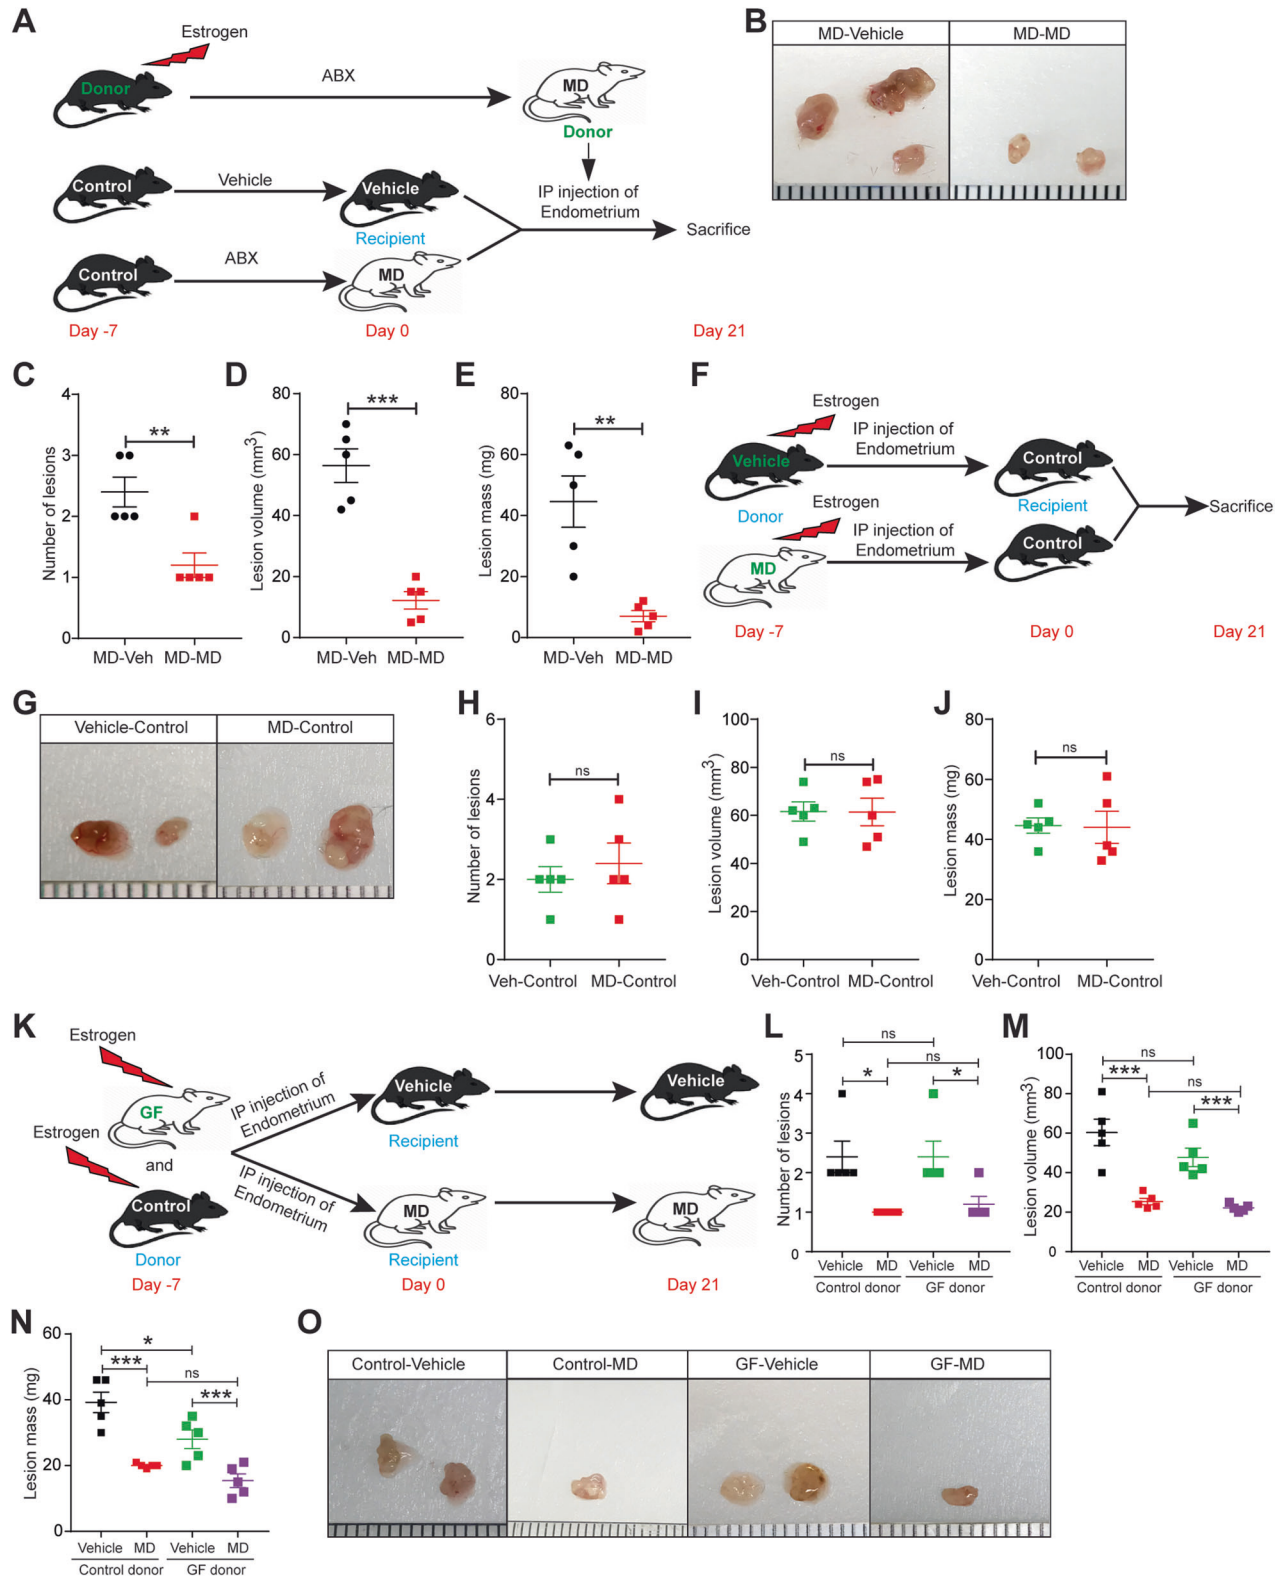 A
Estrogen
Donor
ABX
MD
Donor
Control
Vehicle
Vehicle
Recipient
IP injection of
Endometrium
Sacrifice
Control
ABX
MD
Day -7
Day 0
Day 21
B
MD-Vehicle
MD-MD
C
Number of lesions
4
3
2
1
0
**
MD-Veh
MD-MD
D
Lesion volume (mm3)
80
60
40
20
0
***
MD-Veh
MD-MD
E
Lesion mass (mg)
80
60
40
20
0
**
MD-Veh
MD-MD
F
Estrogen
IP injection of
Endometrium
Vehicle
Control
Donor
Recipient
Sacrifice
Estrogen
IP injection of
Endometrium
MD
Control
Day -7
Day 0
Day 21
G
Vehicle-Control
MD-Control
H
Number of lesions
6
4
2
0
ns
Veh-Control
MD-Control
I
Lesion volume (mm3)
100
80
60
40
20
0
ns
Veh-Control
MD-Control
J
Lesion mass (mg)
80
60
40
20
0
ns
Veh-Control
MD-Control
K
Estrogen
GF
Estrogen
and
Control
Donor
Day -7
IP injection of
Endometrium
IP injection of
Endometrium
Vehicle
Recipient
MD
Recipient
Day 0
Vehicle
MD
Day 21
L
Number of lesions
5
4
3
2
1
0
ns
ns
*
*
Vehicle
MD
Vehicle
MD
Control donor
GF donor
M
Lesion volume (mm3)
100
80
60
40
20
0
ns
***
ns
***
Vehicle
MD
Vehicle
MD
Control donor
GF donor
N
Lesion mass (mg)
60
40
20
0
*
***
ns
***
Vehicle
MD
Vehicle
MD
Control donor
GF donor
O
Control-Vehicle
Control-MD
GF-Vehicle
GF-MD